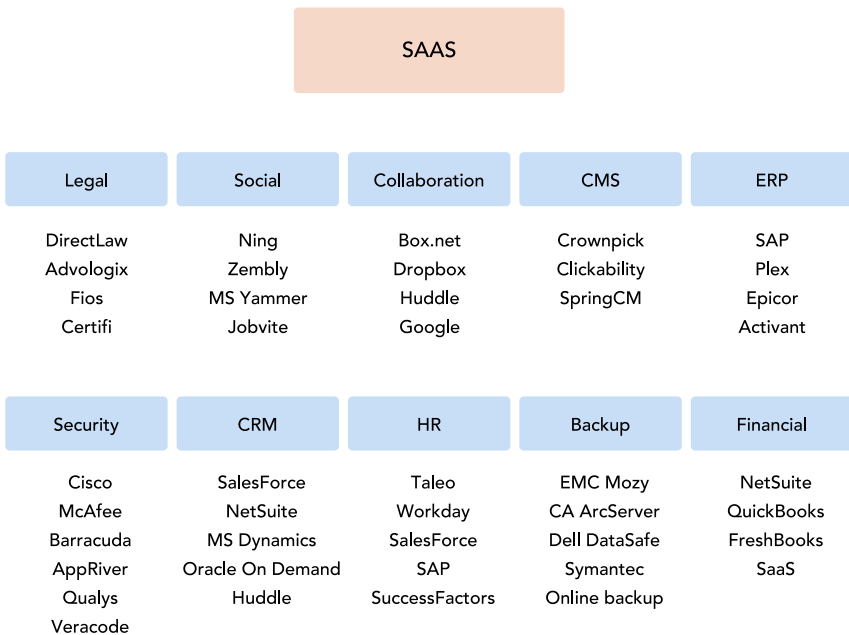 SAAS
Legal
Social
Collaboration
CMS
ERP
DirectLaw
Advologix
Fios
Certifi
Ning
Zembly
MS Yammer
Jobvite
Box.net
Dropbox
Huddle
Google
Crownpick
Clickability
SpringCM
SAP
Plex
Epicor
Activant
Security
CRM
HR
Backup
Financial
Cisco
McAfee
Barracuda
AppRiver
Qualys
Veracode
SalesForce
NetSuite
MS Dynamics
Oracle On Demand
Huddle
Taleo
Workday
SalesForce
SAP
SuccessFactors
EMC Mozy
CA ArcServer
Dell DataSafe
Symantec
Online backup
NetSuite
QuickBooks
FreshBooks
SaaS